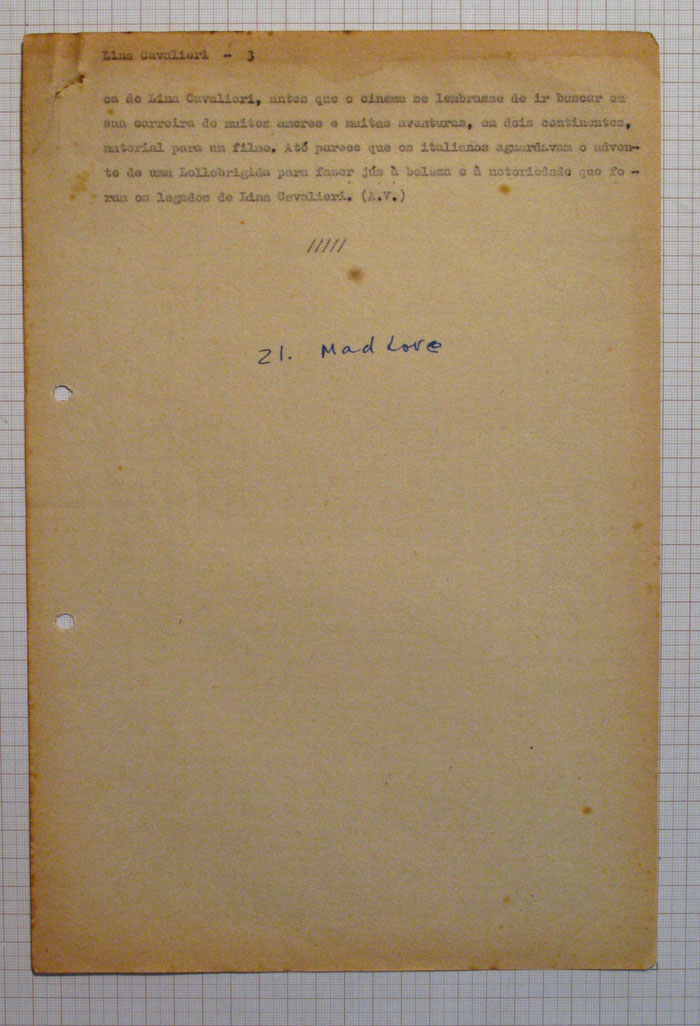 Lina Cavalieri - 3
ca de Lina Cavalieri, antes que o cinema se lembrasse de ir buscar em
sua carreira de muitos amores e muitas aventuras, em dois continentes,
material para um filme. Até parece que os italianos aguardavam o adven-
to de uma Lollobrigida para fazer jús à beleza e à notoriedade que fo -
ram os legados de Lina Cavalieri. (A.V.)
/////
21. Mad Love